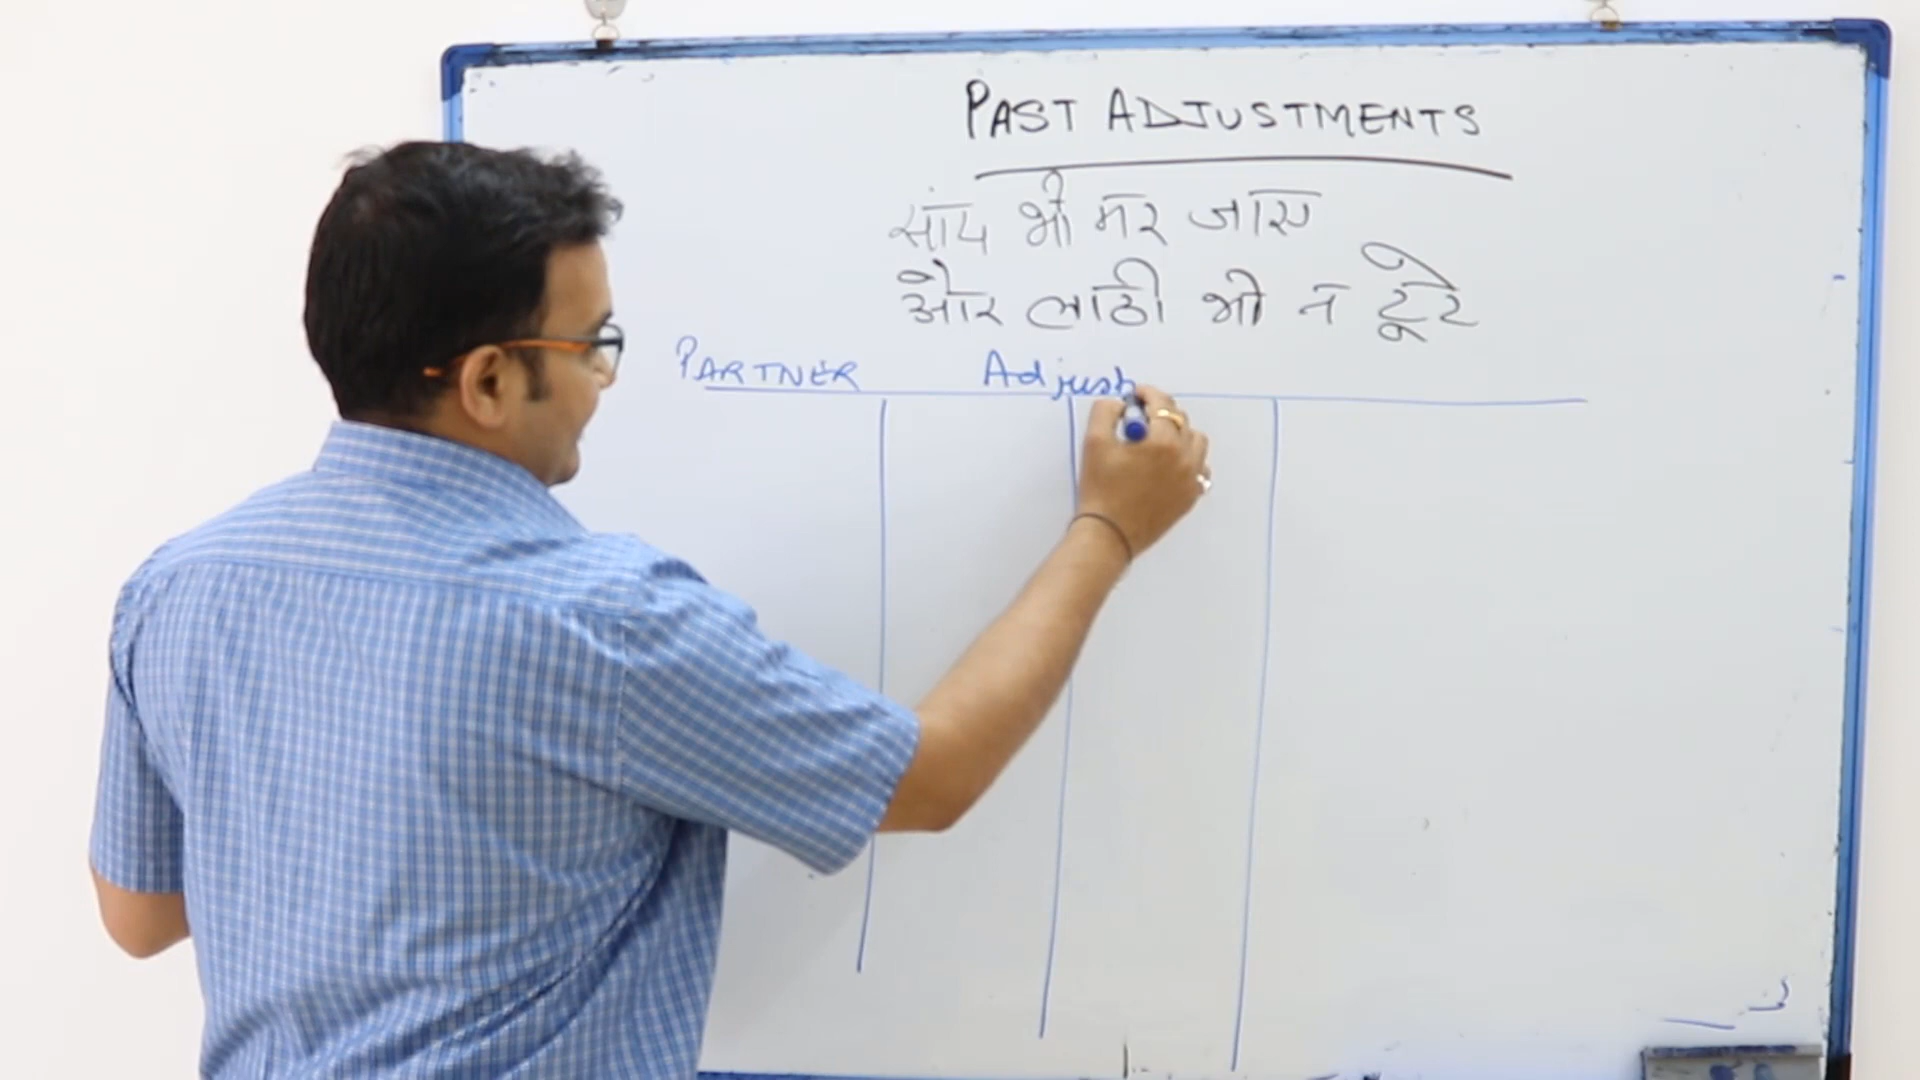 PAST ADJUSTMENTS
सांप भी मर जाए
और लाठी भी न टूटे
PARTNER Adjust